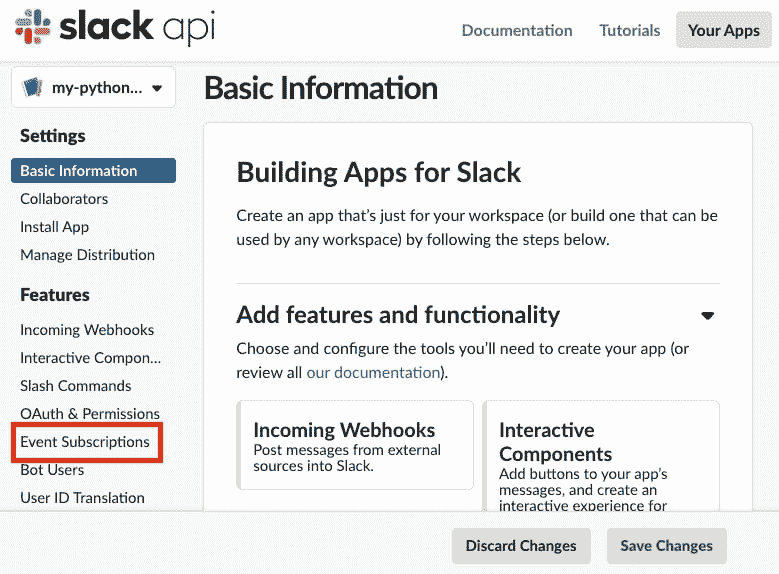 slack api
Documentation
Tutorials
Your Apps
my-python...
Settings
Basic Information
Collaborators
Install App
Manage Distribution
Features
Incoming Webhooks
Interactive Compon...
Slash Commands
OAuth & Permissions
Event Subscriptions
Bot Users
User ID Translation
Basic Information
Building Apps for Slack
Create an app that's just for your workspace (or build one that can be
used by any workspace) by following the steps below.
Add features and functionality
Choose and configure the tools you'll need to create your app (or
review all our documentation).
Incoming Webhooks
Post messages from external
sources into Slack.
Interactive
Components
Add buttons to your app's
messages, and create an
interactive experience for
Discard Changes
Save Changes